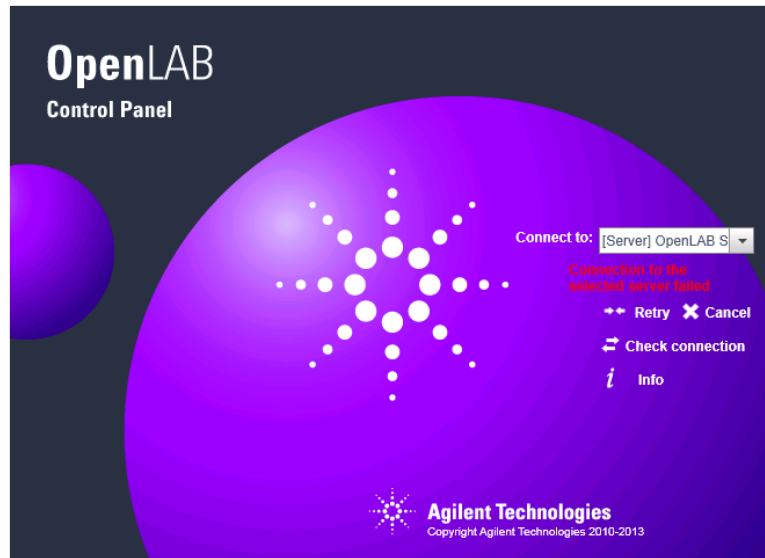 OpenLAB
Control Panel
Connect to: [Server] OpenLAB S
Connection to the
selected server failed.
Retry Cancel
Check connection
i Info
Agilent Technologies
Copyright Agilent Technologies 2010-2013